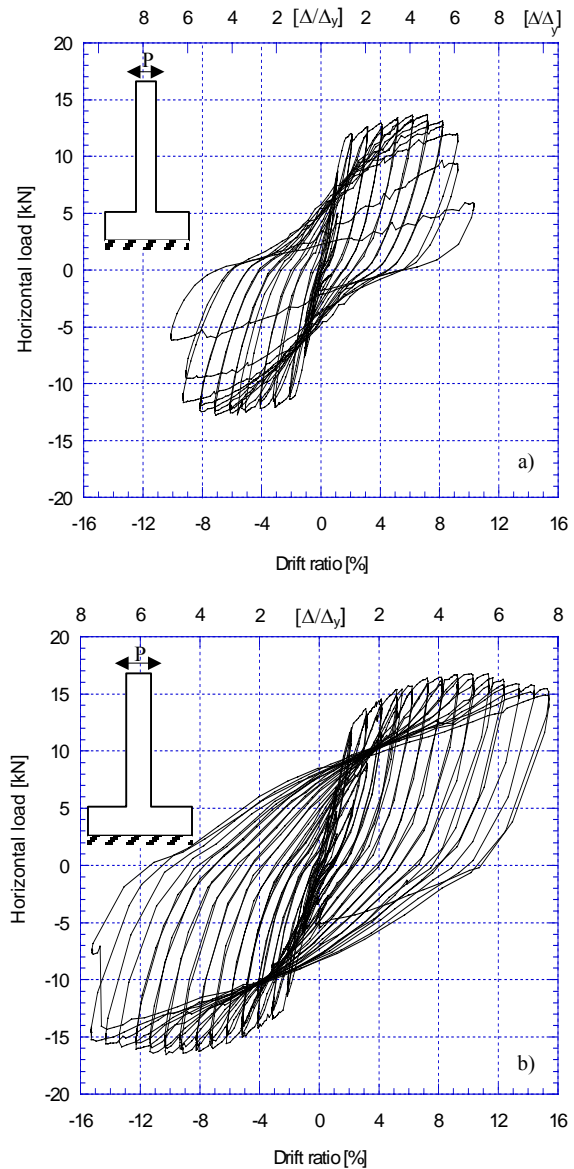 8 6 4 2 [Δ/Δy] 2 4 6 8 [Δ/Δy]
20
15
10
5
0
-5
-10
-15
-20
Horizontal load [kN]
P
a)
-16 -12 -8 -4 0 4 8 12 16
Drift ratio [%]
8 6 4 2 [Δ/Δy] 2 4 6 8
20
15
10
5
0
-5
-10
-15
-20
Horizontal load [kN]
P
b)
-16 -12 -8 -4 0 4 8 12 16
Drift ratio [%]